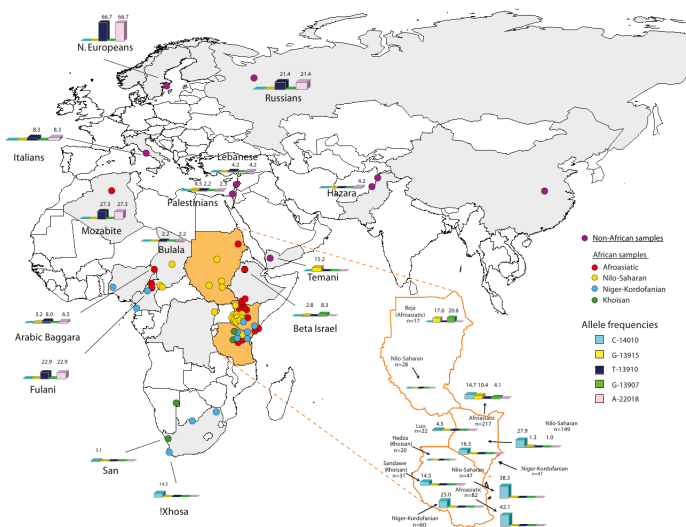 66.7
66.7
N. Europeans
21.4
21.4
Russians
8.3
8.3
Italians
Lebanese
4.2
4.2
4.2
Hazara
4.5
2.2
2.3
Palestinians
27.3
27.3
Mozabite
2.2
2.2
Bulala
15.2
Temani
2.8
8.3
Beta Israel
3.2
8.0
6.5
Arabic Baggara
22.9
22.9
Fulani
3.1
San
14.3
!Xhosa
Non-African samples
African samples
Afroasiatic
Nilo-Saharan
Niger-Kordofanian
Khoisan
Allele frequencies
C-14010
G-13915
T-13910
G-13907
A-22018
Beja
(Afroasiatic)
n=17
17.6
20.6
Nilo-Saharan
n=28
14.7
10.4
4.1
Afroasiatic
n=217
Luo
n=22
4.5
27.9
1.3
1.0
Nilo-Saharan
n=149
Hadza
(Khoisan)
n=20
16.3
Niger-Kordofanian
n=47
Sandawe
(Khoisan)
n=31
14.5
Nilo-Saharan
n=47
38.3
Afroasiatic
n=82
25.0
42.1
Niger-Kordofanian
n=60